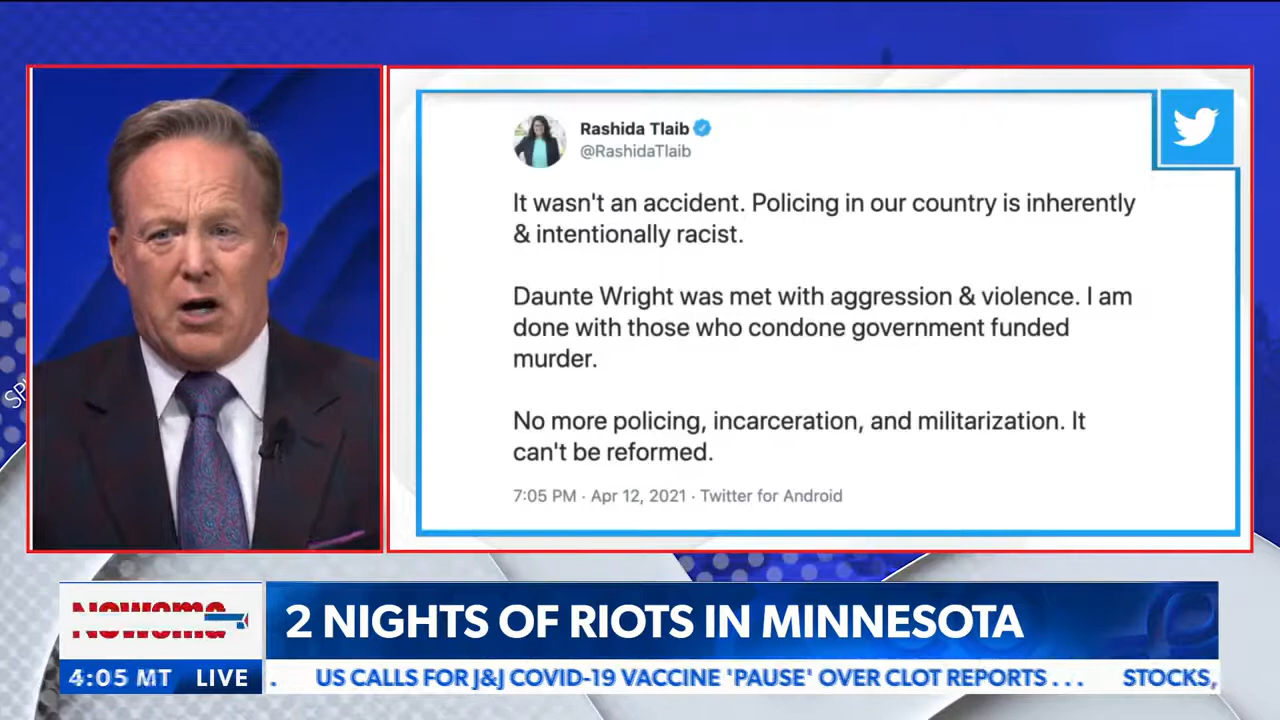 Rashida Tlaib
@RashidaTlaib
It wasn't an accident. Policing in our country is inherently
& intentionally racist.
Daunte Wright was met with aggression & violence. I am
done with those who condone government funded
murder.
No more policing, incarceration, and militarization. It
can't be reformed.
7:05 PM · Apr 12, 2021 · Twitter for Android
SPI
2 NIGHTS OF RIOTS IN MINNESOTA
4:05 MT LIVE
. US CALLS FOR J&J COVID-19 VACCINE 'PAUSE' OVER CLOT REPORTS . . . STOCKS,